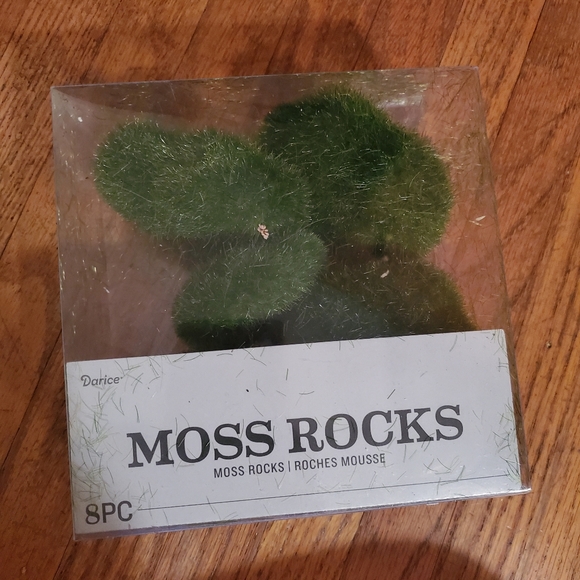 Darice
MOSS ROCKS
MOSS ROCKS | ROCHES MOUSSE
8PC